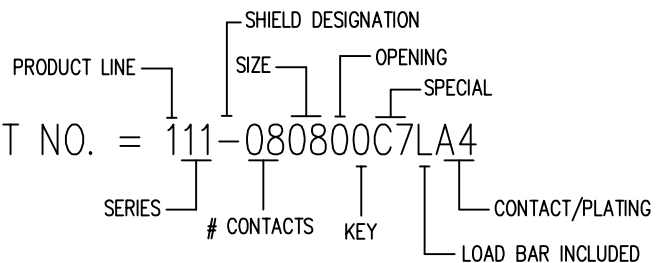 SHIELD DESIGNATION
PRODUCT LINE
SIZE
OPENING
SPECIAL
T NO. = 111-080800C7LA4
SERIES
# CONTACTS
KEY
CONTACT/PLATING
LOAD BAR INCLUDED